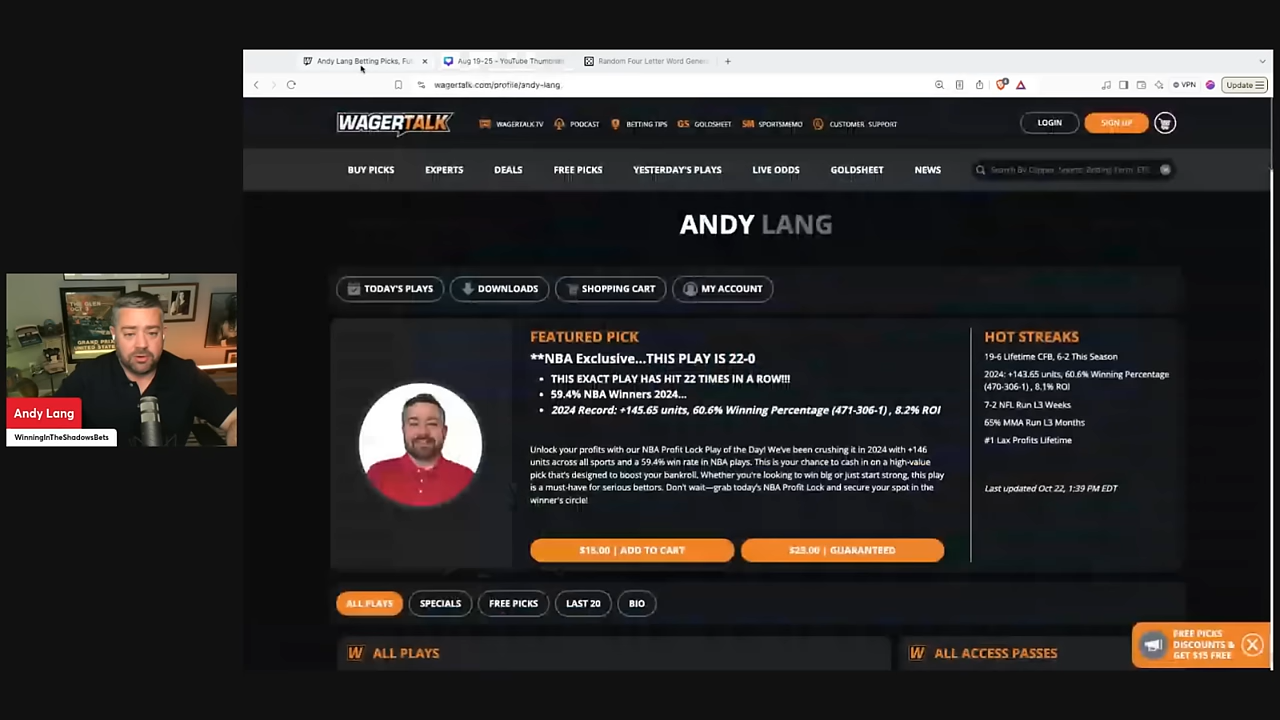 Andy Lang Betting Picks, Ful
Aug 19-25 - YouTube Thumbnails
Random Four Letter Word Gene
wagertalk.com/profile/andy-lang
VPN
Update
WAGERTALK
WAGERTALK TV
PODCAST
BETTING TIPS
GS GOLDSHEET
SM SPORTSMEMO
CUSTOMER SUPPORT
LOGIN
SIGN UP
BUY PICKS
EXPERTS
DEALS
FREE PICKS
YESTERDAY'S PLAYS
LIVE ODDS
GOLDSHEET
NEWS
ANDY LANG
TODAY'S PLAYS
DOWNLOADS
SHOPPING CART
MY ACCOUNT
FEATURED PICK
**NBA Exclusive...THIS PLAY IS 22-0
• THIS EXACT PLAY HAS HIT 22 TIMES IN A ROW!!!
• 59.4% NBA Winners 2024...
• 2024 Record: +145.65 units, 60.6% Winning Percentage (471-306-1) , 8.2% ROI
Unlock your profits with our NBA Profit Lock Play of the Day! We've been crushing it in 2024 with +146
units across all sports and a 59.4% win rate in NBA plays. This is your chance to cash in on a high-value
pick that's designed to boost your bankroll. Whether you're looking to win big or just start strong, this play
is a must-have for serious bettors. Don't wait—grab today's NBA Profit Lock and secure your spot in the
winner's circle!
$15.00 | ADD TO CART
$23.00 | GUARANTEED
HOT STREAKS
19-6 Lifetime CFB, 6-2 This Season
2024: +143.65 units, 60.6% Winning Percentage
(470-306-1) , 8.1% ROI
7-2 NFL Run L3 Weeks
65% MMA Run L3 Months
#1 Lax Profits Lifetime
Last updated Oct 22, 1:39 PM EDT
ALL PLAYS
SPECIALS
FREE PICKS
LAST 20
BIO
W ALL PLAYS
W ALL ACCESS PASSES
FREE PICKS
DISCOUNTS &
GET $15 FREE
GRAND PRIX
UNITED STATES
Andy Lang
WinningInTheShadowsBets